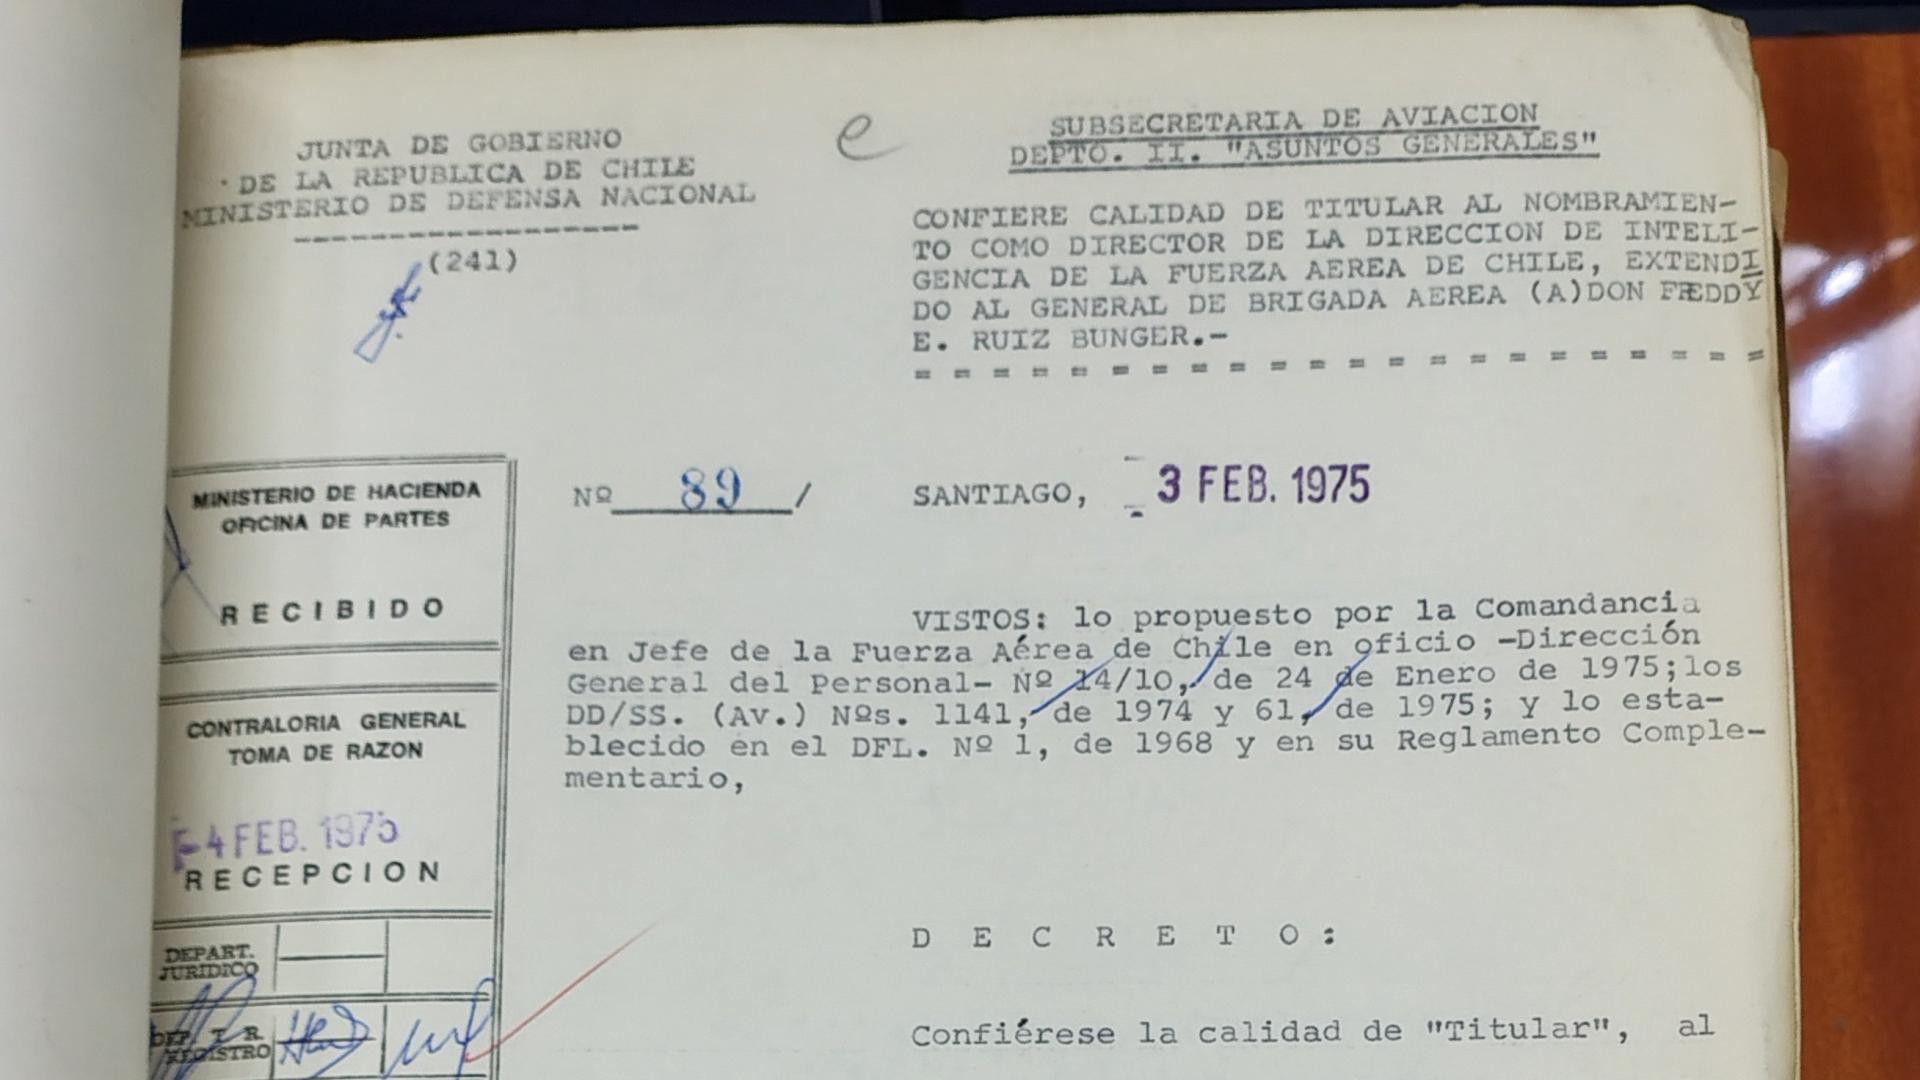 JUNTA DE GOBIERNO
DE LA REPUBLICA DE CHILE
MINISTERIO DE DEFENSA NACIONAL
(241)
e
SUBSECRETARIA DE AVIACION
DEPTO. II. "ASUNTOS GENERALES"
CONFIERE CALIDAD DE TITULAR AL NOMBRAMIEN-
TO COMO DIRECTOR DE LA DIRECCION DE INTELI-
GENCIA DE LA FUERZA AEREA DE CHILE, EXTENDI
DO AL GENERAL DE BRIGADA AEREA (A)DON FREDDY
E. RUIZ BUNGER.-
= = = = = = = = = = = = = = = = = = = = = =
MINISTERIO DE HACIENDA
OFICINA DE PARTES
RECIBIDO
CONTRALORIA GENERAL
TOMA DE RAZON
-4 FEB. 1975
RECEPCION
DEPART.
JURIDICO
DEP. T. R.
REGISTRO
Nº 89 /
SANTIAGO, - 3 FEB. 1975
VISTOS: lo propuesto por la Comandancia
en Jefe de la Fuerza Aérea de Chile en oficio -Dirección
General del Personal- Nº 14/10, de 24 de Enero de 1975;los
DD/SS. (Av.) Nºs. 1141, de 1974 y 61, de 1975; y lo esta-
blecido en el DFL. Nº 1, de 1968 y en su Reglamento Comple-
mentario,
D E C R E T O :
Confiérese la calidad de "Titular", al